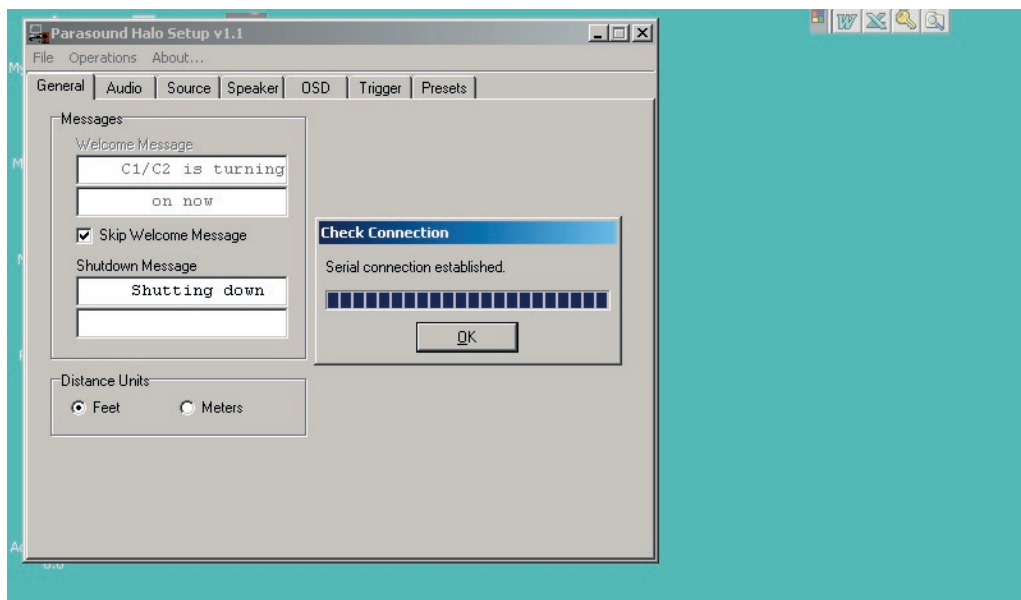 Parasound Halo Setup v1.1
File Operations About...
General Audio Source Speaker OSD Trigger Presets
Messages
Welcome Message
C1/C2 is turning
on now
Skip Welcome Message
Shutdown Message
Shutting down
Distance Units
Feet Meters
Check Connection
Serial connection established.
OK
W X